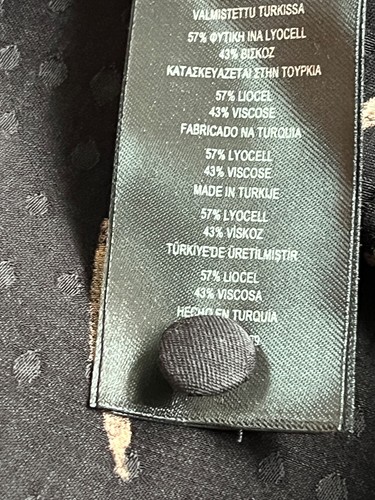 VALMISTETTU TURKISSA
57% ΦΥΤΙΚΗ ΙΝΑ LYOCELL
43% ΒΙΣΚΟΖ
ΚΑΤΑΣΚΕΥΑΖΕΤΑΙ ΣΤΗΝ ΤΟΥΡΚΙΑ
57% LIOCEL
43% VISCOSE
FABRICADO NA TURQUIA
57% LYOCELL
43% VISCOSE
MADE IN TURKIJE
57% LYOCELL
43% VİSKOZ
TÜRKİYE'DE ÜRETİLMİŞTİR
57% LIOCEL
43% VISCOSA
HECHO EN TURQUÍA